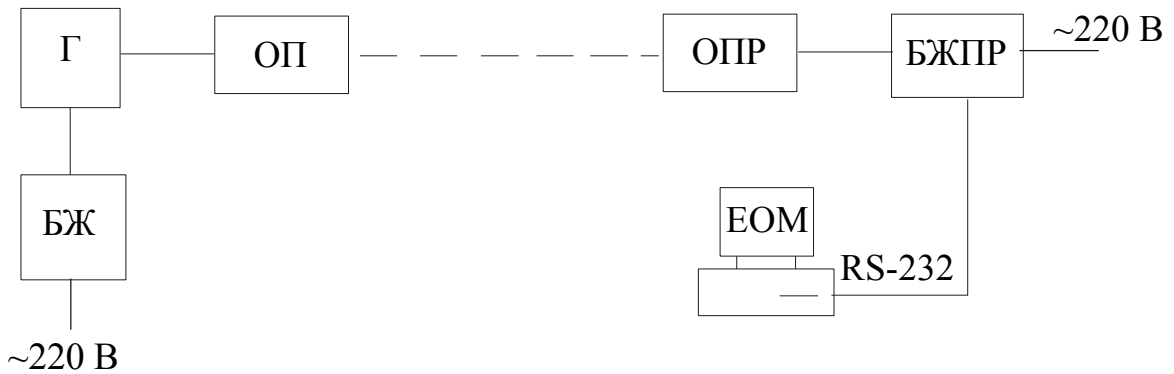 Г
ОП
ОПР
БЖПР
~220 В
БЖ
~220 В
ЕОМ
RS-232